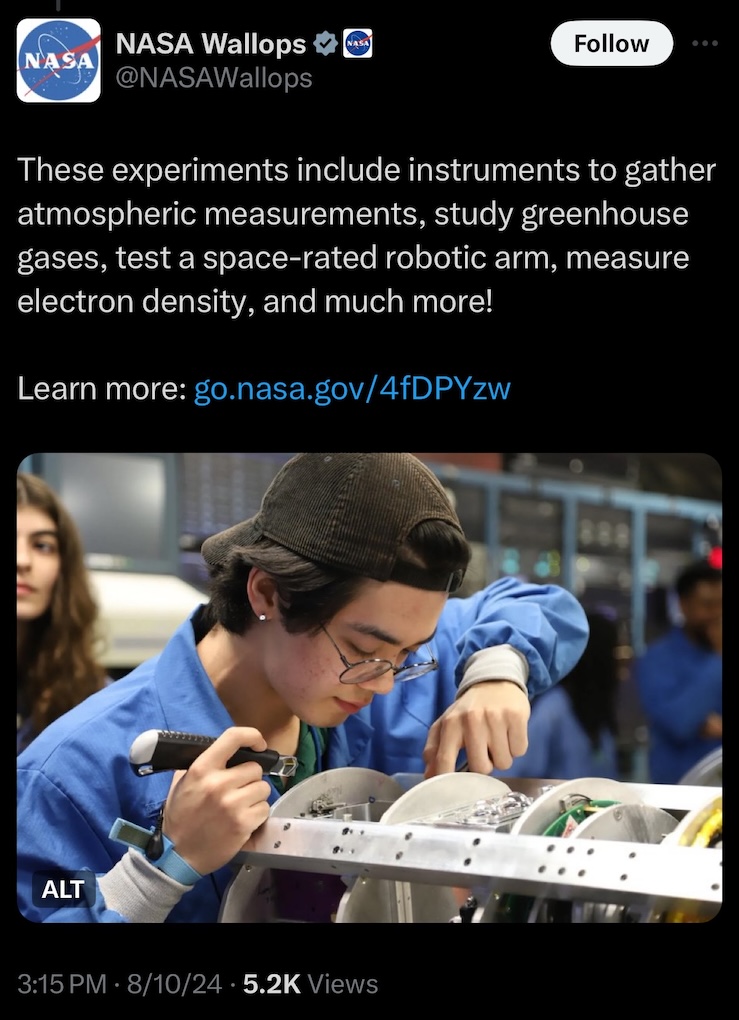 NASA
NASA Wallops
NASA
Follow
@NASAWallops
These experiments include instruments to gather
atmospheric measurements, study greenhouse
gases, test a space-rated robotic arm, measure
electron density, and much more!
Learn more: go.nasa.gov/4fDPYzw
ALT
3:15 PM · 8/10/24 · 5.2K Views